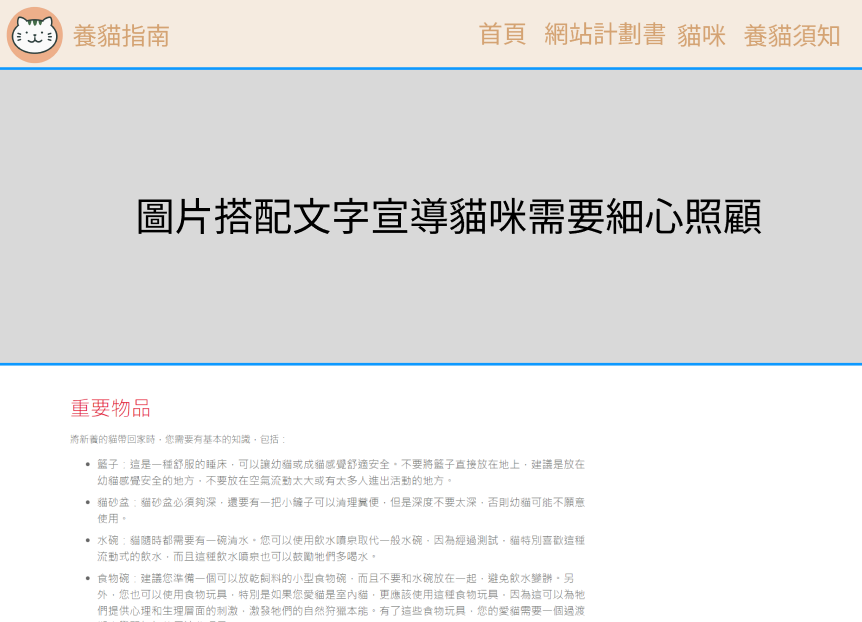 養貓指南
首頁 網站計劃書 貓咪 養貓須知
圖片搭配文字宣導貓咪需要細心照顧
重要物品
將新養的貓帶回家時，您需要有基本的知識，包括：
籃子：這是一種舒服的睡床，可以讓幼貓或成貓感覺舒適安全。不要將籃子直接放在地上，建議是放在
幼貓感覺安全的地方，不要放在空氣流動太大或有太多人進出活動的地方。
貓砂盆：貓砂盆必須夠深，還要有一把小鏟子可以清理糞便，但是深度不要太深，否則幼貓可能不願意
使用。
水碗：貓隨時都需要有一碗清水。您可以使用飲水噴泉取代一般水碗，因為經過測試，貓特別喜歡這種
流動式的飲水，而且這種飲水噴泉也可以鼓勵牠們多喝水。
食物碗：建議您準備一個可以放乾飼料的小型食物碗，而且不要和水碗放在一起，避免飲水變髒。另
外，您也可以使用食物玩具，特別是如果您愛貓是室內貓，更應該使用這種食物玩具，因為這可以為牠
們提供心理和生理層面的刺激，激發牠們的自然狩獵本能。有了這些食物玩具，您的愛貓需要一個過渡